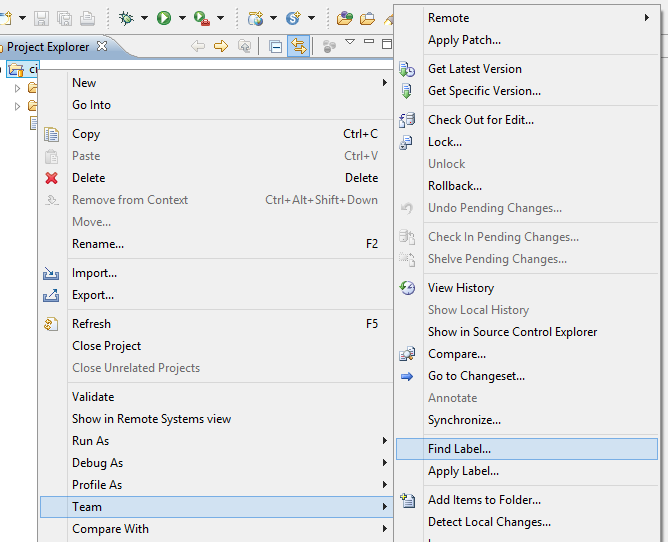 Project Explorer
New
Go Into
Copy Ctrl+C
Paste Ctrl+V
Delete Delete
Remove from Context Ctrl+Alt+Shift+Down
Move...
Rename... F2
Import...
Export...
Refresh F5
Close Project
Close Unrelated Projects
Validate
Show in Remote Systems view
Run As
Debug As
Profile As
Team
Compare With
Remote
Apply Patch...
Get Latest Version
Get Specific Version...
Check Out for Edit...
Lock...
Unlock
Rollback...
Undo Pending Changes...
Check In Pending Changes...
Shelve Pending Changes...
View History
Show Local History
Show in Source Control Explorer
Compare...
Go to Changeset...
Annotate
Synchronize...
Find Label...
Apply Label...
Add Items to Folder...
Detect Local Changes...